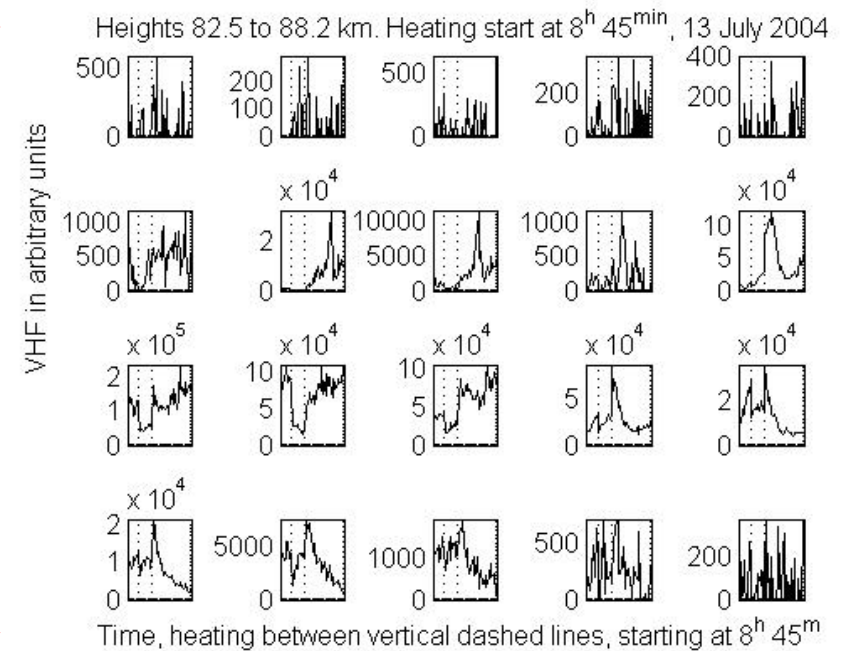 Heights 82.5 to 88.2 km. Heating start at 8h 45min, 13 July 2004
VHF in arbitrary units
500 0
200 100 0
500 0
200 0
400 200 0
1000 500 0
x 10^4 2 0
10000 5000 0
1000 500 0
x 10^4 10 5 0
x 10^5 2 1 0
x 10^4 10 5 0
x 10^4 10 5 0
x 10^4 5 0
x 10^4 2 0
x 10^4 2 1 0
5000 0
1000 0
500 0
200 0
Time, heating between vertical dashed lines, starting at 8h 45m